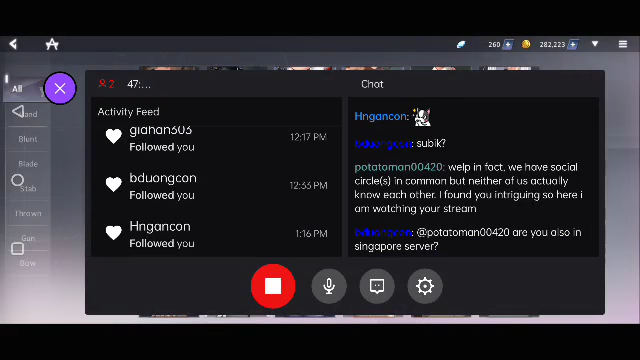 260
282,223
All
2
47:...
Chat
Activity Feed
giahan303
Followed you
12:17 PM
bduongcon
Followed you
12:33 PM
Hngancon
Followed you
1:16 PM
Hngancon:
bduongcon: subik?
potatoman00420: welp in fact, we have social
circle(s) in common but neither of us actually
know each other. I found you intriguing so here i
am watching your stream
bduongcon: @potatoman00420 are you also in
singapore server?
Blunt
Blade
Stab
Thrown
Gun
Bow